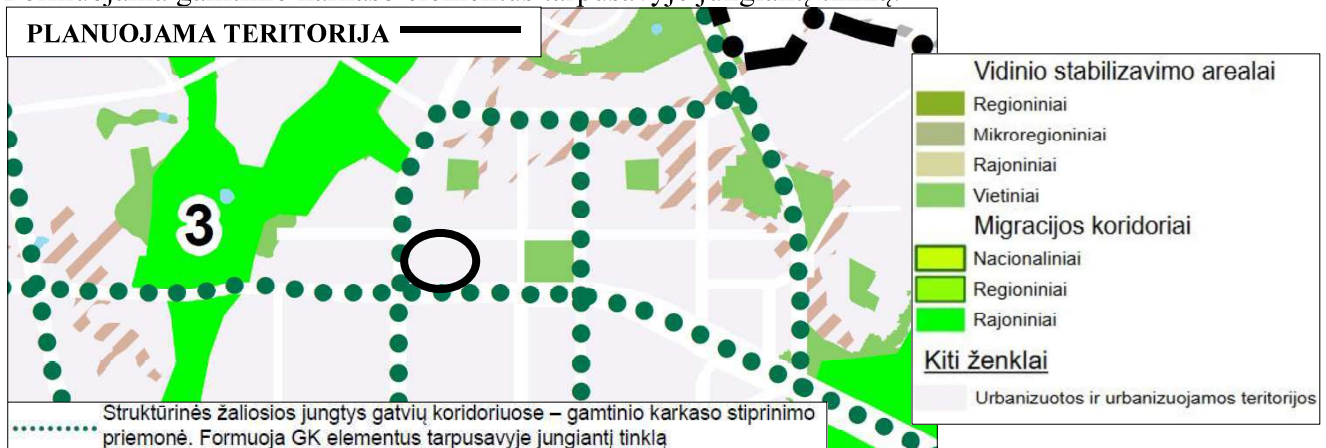 PLANUOJAMA TERITORIJA
3
Vidinio stabilizavimo arealai
Regioniniai
Mikroregioniniai
Rajoniniai
Vietiniai
Migracijos koridoriai
Nacionaliniai
Regioniniai
Rajoniniai
Kiti ženklai
Urbanizuotos ir urbanizuojamos teritorijos
Struktūrinės žaliosios jungtys gatvių koridoriuose – gamtinio karkaso stiprinimo
priemonė. Formuoja GK elementus tarpusavyje jungiantį tinklą